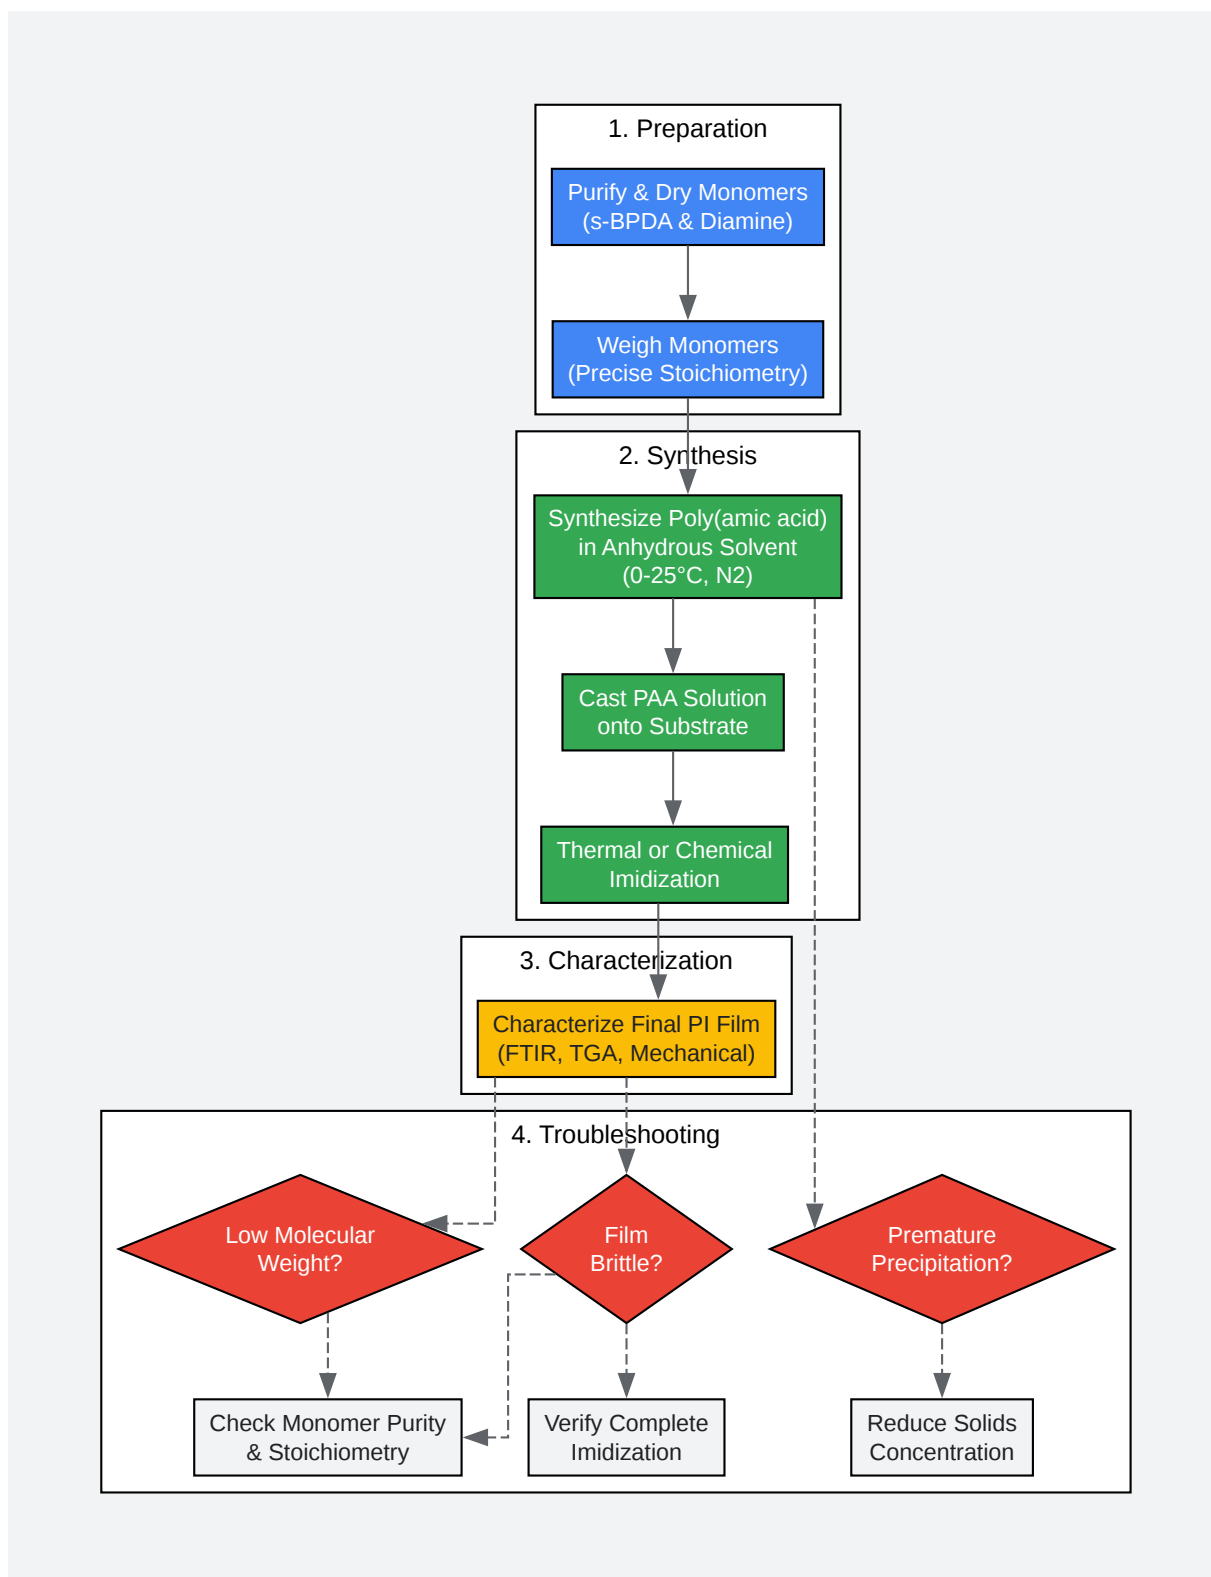 1. Preparation
Purify & Dry Monomers
(s-BPDA & Diamine)
Weigh Monomers
(Precise Stoichiometry)
2. Synthesis
Synthesize Poly(amic acid)
in Anhydrous Solvent
(0-25°C, N2)
Cast PAA Solution
onto Substrate
Thermal or Chemical
Imidization
3. Characterization
Characterize Final PI Film
(FTIR, TGA, Mechanical)
4. Troubleshooting
Low Molecular
Weight?
Film
Brittle?
Premature
Precipitation?
Check Monomer Purity
& Stoichiometry
Verify Complete
Imidization
Reduce Solids
Concentration